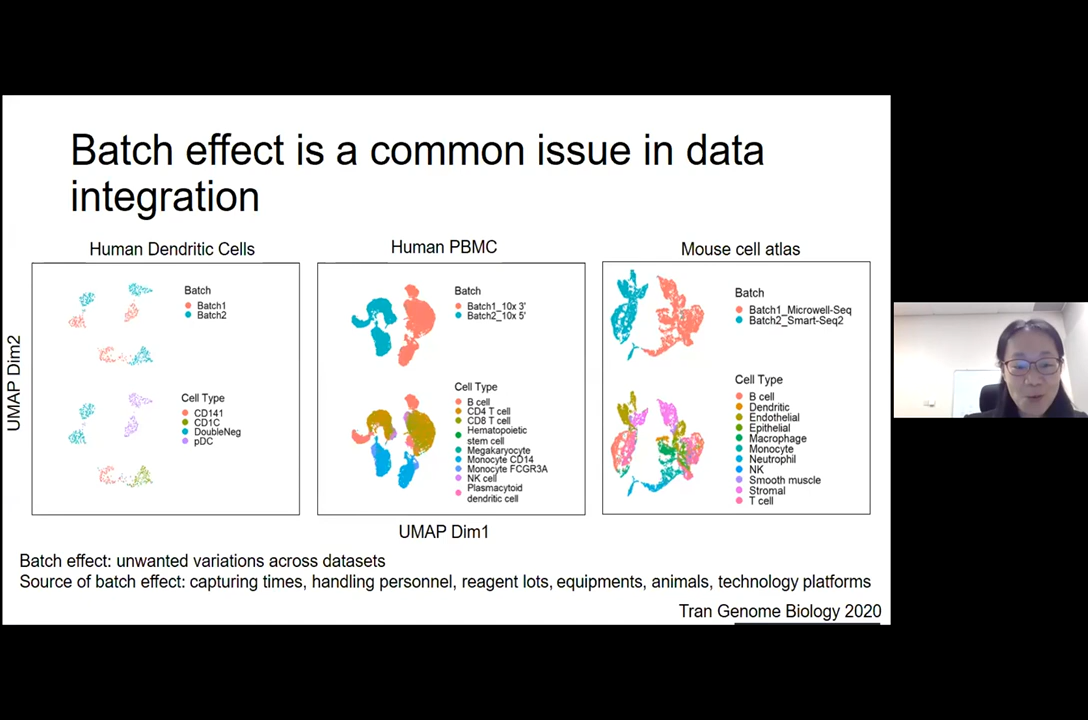 Batch effect is a common issue in data
integration
Human Dendritic Cells
Batch
Batch1
Batch2
Cell Type
CD141
CD1C
DoubleNeg
pDC
Human PBMC
Batch
Batch1_10x 3'
Batch2_10x 5'
Cell Type
B cell
CD4 T cell
CD8 T cell
Hematopoietic
stem cell
Megakaryocyte
Monocyte CD14
Monocyte FCGR3A
NK cell
Plasmacytoid
dendritic cell
Mouse cell atlas
Batch
Batch1_Microwell-Seq
Batch2_Smart-Seq2
Cell Type
B cell
Dendritic
Endothelial
Epithelial
Macrophage
Monocyte
Neutrophil
NK
Smooth muscle
Stromal
T cell
UMAP Dim2
UMAP Dim1
Batch effect: unwanted variations across datasets
Source of batch effect: capturing times, handling personnel, reagent lots, equipments, animals, technology platforms
Tran Genome Biology 2020